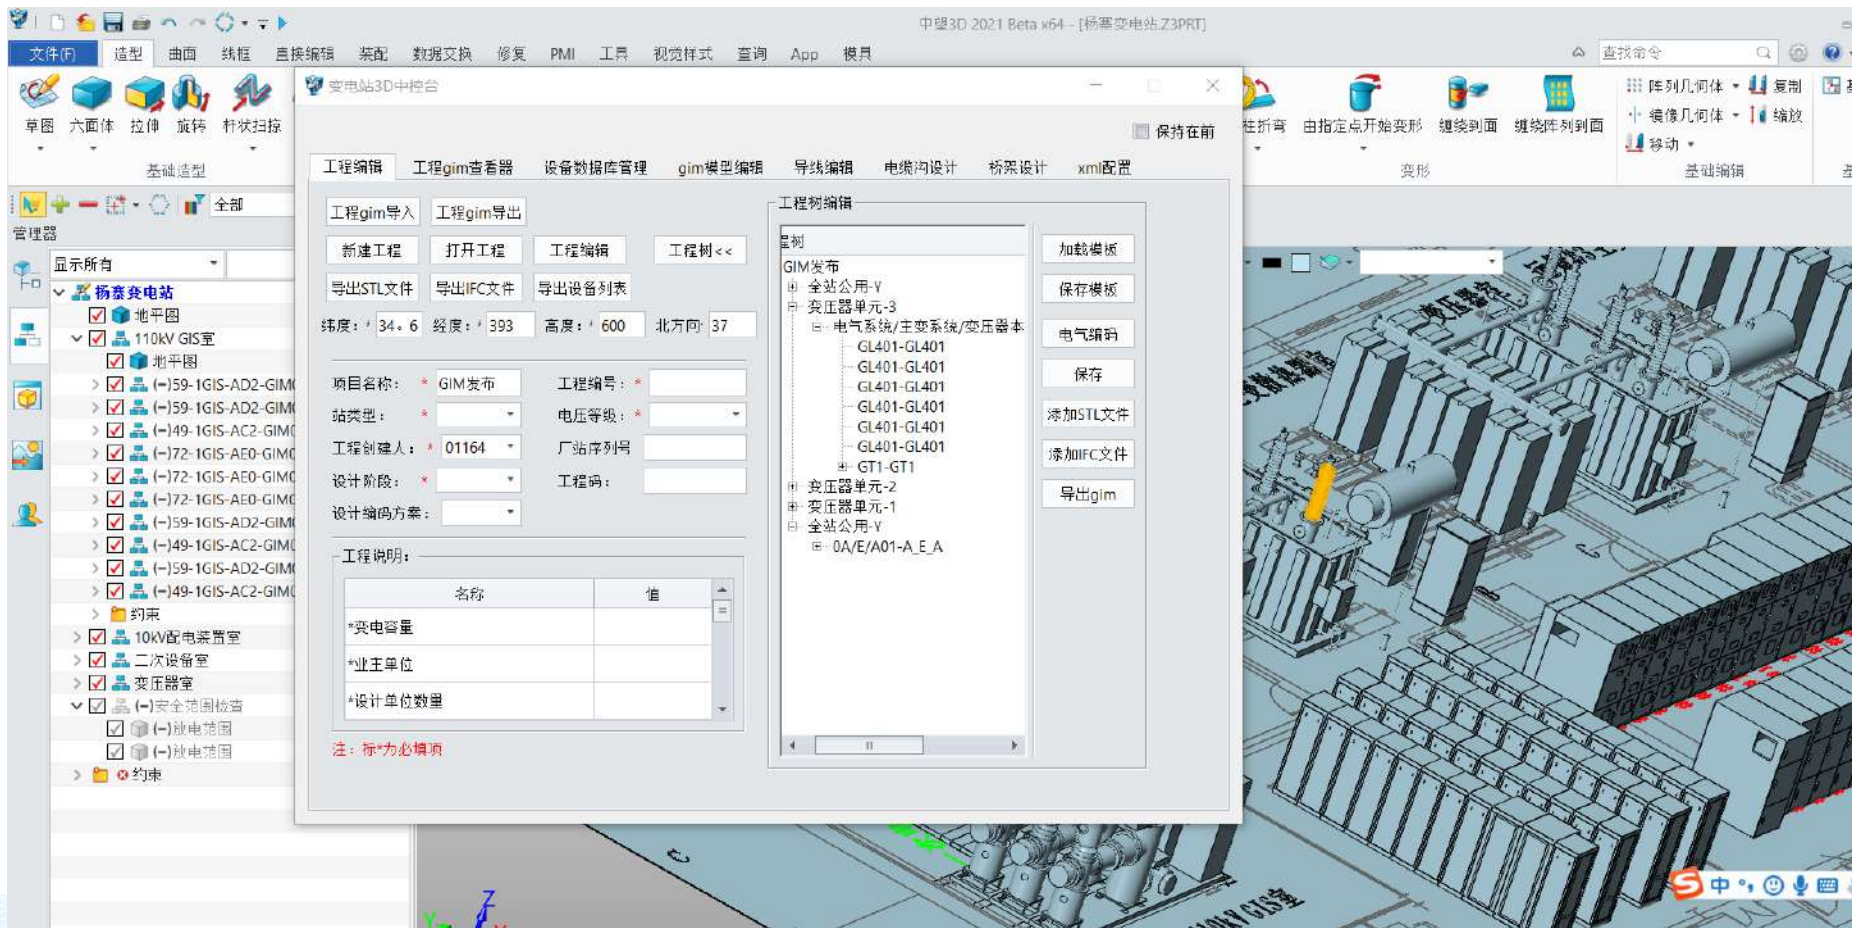 中望3D 2021 Beta x64 - [杨寨变电站.Z3PRT]
文件(F) 造型 曲面 线框 直接编辑 装配 数据交换 修复 PMI 工具 视觉样式 查询 App 模具 查找命令
草图 六面体 拉伸 旋转 杆状扫掠
基础造型
由指定点开始变形 缠绕到面 缠绕阵列到面
变形
阵列几何体 复制
镜像几何体 缩放
移动
基础编辑
全部
管理器
显示所有
杨寨变电站
地平图
110kV GIS室
地平图
(-)59-1GIS-AD2-GIM
(-)59-1GIS-AD2-GIM
(-)49-1GIS-AC2-GIM
(-)72-1GIS-AE0-GIM
(-)72-1GIS-AE0-GIM
(-)72-1GIS-AE0-GIM
(-)59-1GIS-AD2-GIM
(-)49-1GIS-AC2-GIM
(-)59-1GIS-AD2-GIM
(-)49-1GIS-AC2-GIM
约束
10kV配电装置室
二次设备室
变压器室
(-)安全范围检查
(-)放电范围
(-)放电范围
约束
变电站3D中控台
保持在前
工程编辑 工程gim查看器 设备数据库管理 gim模型编辑 导线编辑 电缆沟设计 桥架设计 xml配置
工程gim导入 工程gim导出
新建工程 打开工程 工程编辑 工程树<<
导出STL文件 导出IFC文件 导出设备列表
纬度: 34. 6 经度: 393 高度: 600 北方向 37
项目名称: * GIM发布 工程编号: *
站类型: * 电压等级: *
工程创建人: * 01164 厂站序列号
设计阶段: * 工程码:
设计编码方案:
工程说明:
名称 值
*变电容量
*业主单位
*设计单位数量
注: 标*为必填项
工程树编辑
程树
GIM发布
全站公用-Y
变压器单元-3
电气系统/主变系统/变压器本
GL401-GL401
GL401-GL401
GL401-GL401
GL401-GL401
GL401-GL401
GL401-GL401
GT1-GT1
变压器单元-2
变压器单元-1
全站公用-Y
0A/E/A01-A_E_A
加载模板
保存模板
电气编码
保存
添加STL文件
添加IFC文件
导出gim
110kV GIS室
Z
Y
中